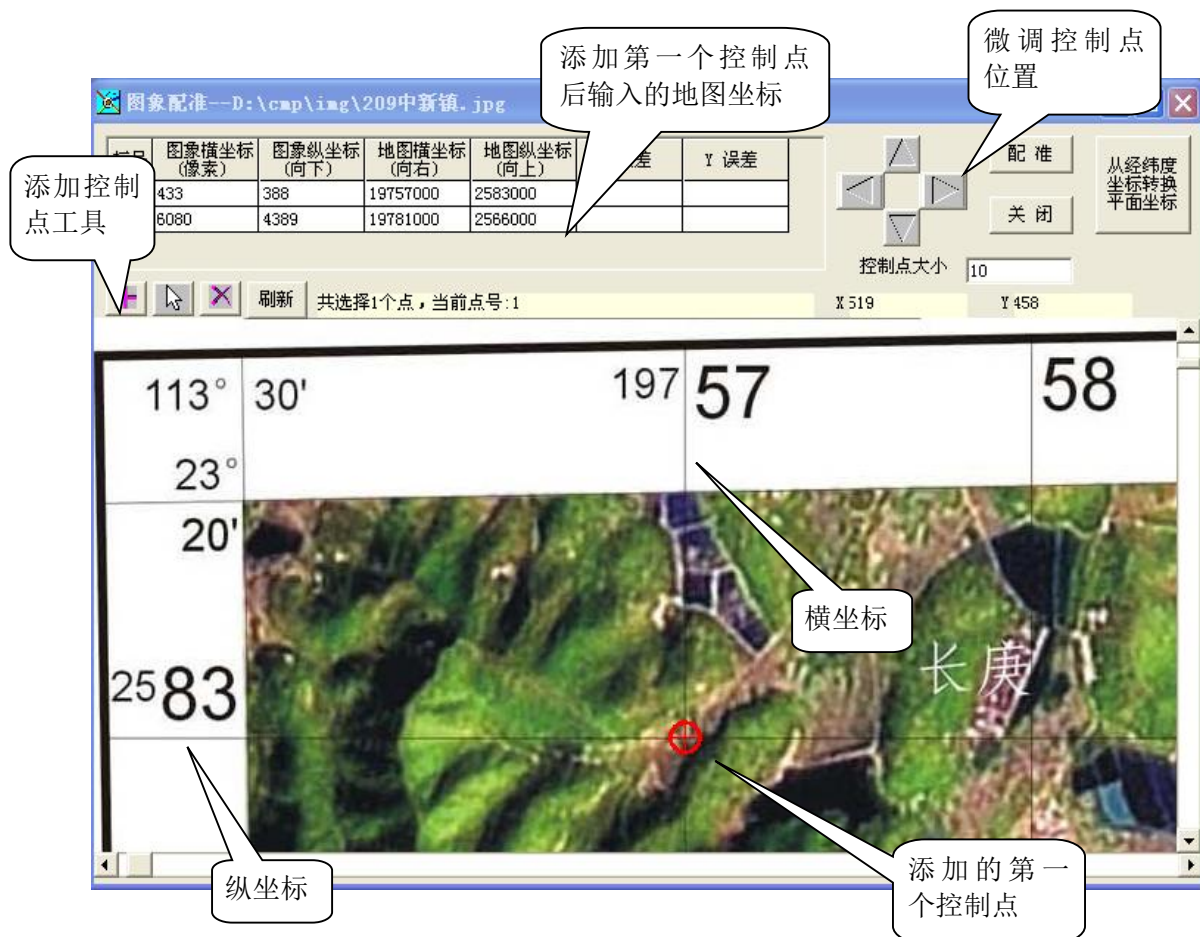 添加第一个控制点
后输入的地图坐标
微调控制点
位置
图象配准--D:\cmp\img\209中新镇.jpg
图象横坐标 图象纵坐标 地图横坐标 地图纵坐标
(像素) (向下) (向右) (向上)
Y 误差
配 准
从经纬度
坐标转换
平面坐标
添加控制
点工具
433 388 19757000 2583000
6080 4389 19781000 2566000
关 闭
控制点大小 10
刷新 共选择1个点，当前点号:1 X 519 Y 458
113° 30' 197 57 58
23°
20'
横坐标
长庚
25 83
纵坐标
添加的第一
个控制点